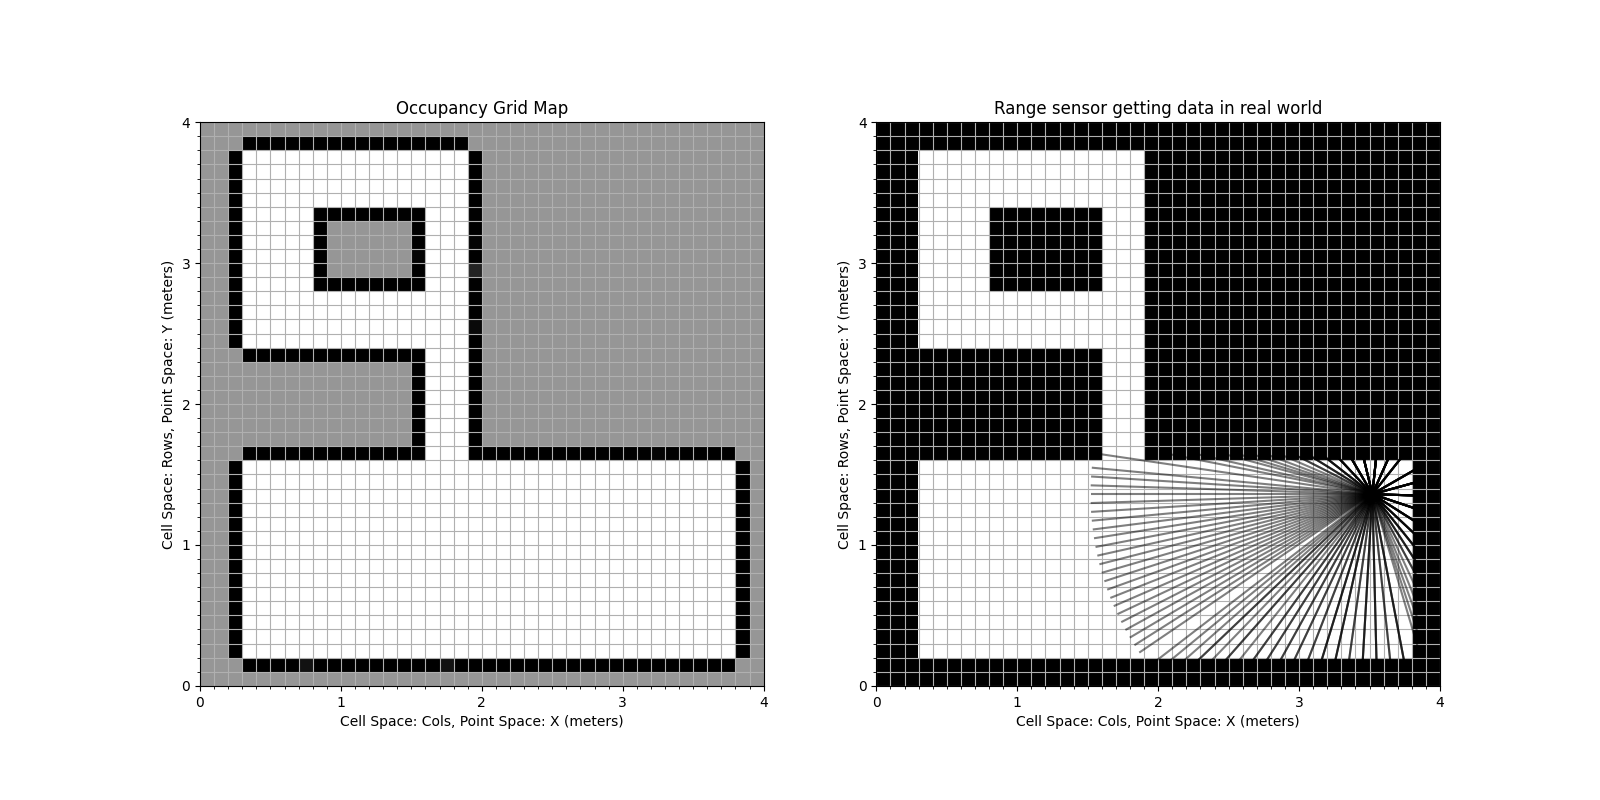 Occupancy Grid Map
4
3
2
1
0
0 1 2 3 4
Cell Space: Rows, Point Space: Y (meters)
Cell Space: Cols, Point Space: X (meters)
Range sensor getting data in real world
4
3
2
1
0
0 1 2 3 4
Cell Space: Rows, Point Space: Y (meters)
Cell Space: Cols, Point Space: X (meters)